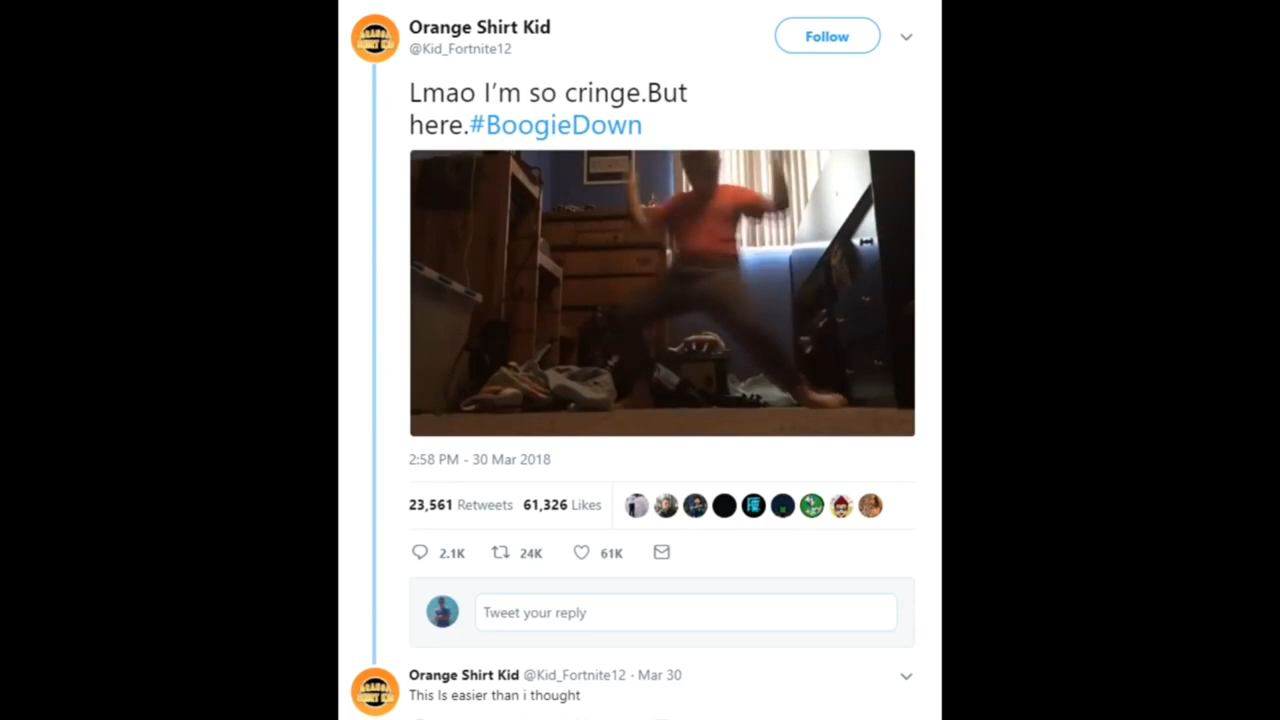 Orange Shirt Kid
@Kid_Fortnite12
Follow
Lmao I'm so cringe.But
here.#BoogieDown
2:58 PM - 30 Mar 2018
23,561 Retweets 61,326 Likes
2.1K 24K 61K
Tweet your reply
Orange Shirt Kid @Kid_Fortnite12 · Mar 30
This Is easier than i thought